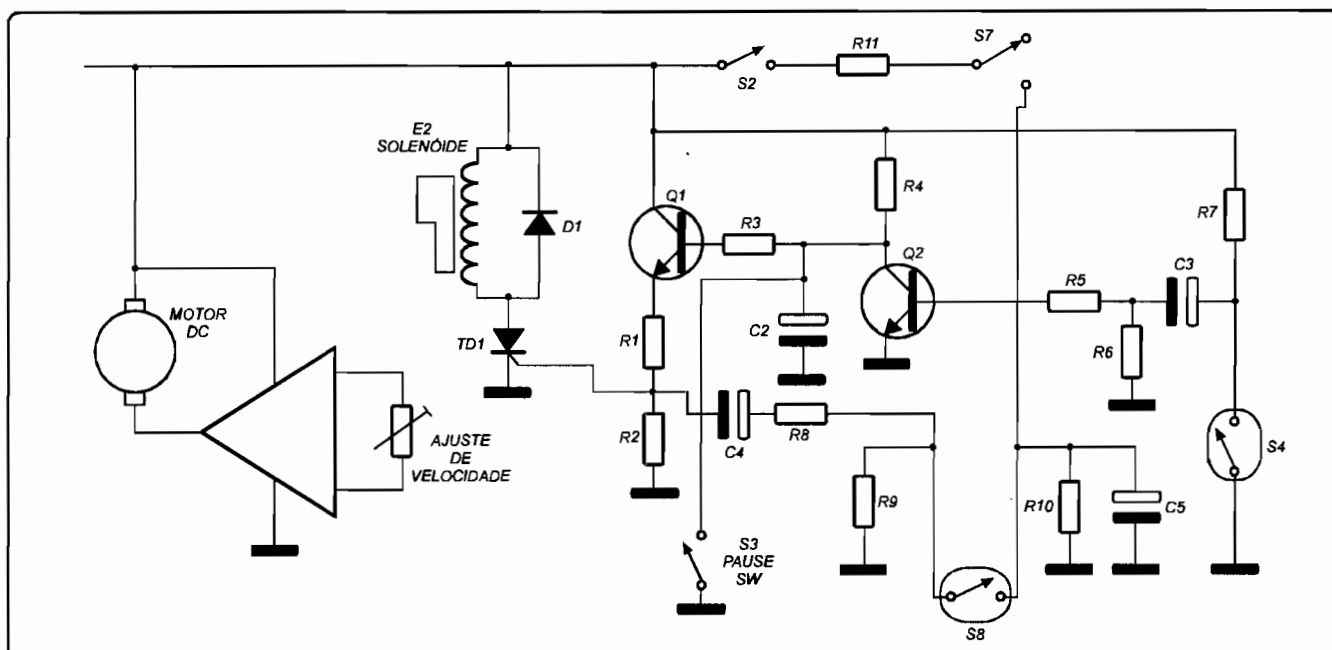 R11
S7
S2
E2
SOLENÓIDE
Q1
R4
D1
R3
R7
Q2
C3
R5
MOTOR
DC
C2
TD1
R1
R6
AJUSTE
DE
VELOCIDADE
R2
C4
R8
S4
R9
R10
C5
S3
PAUSE
SW
S8